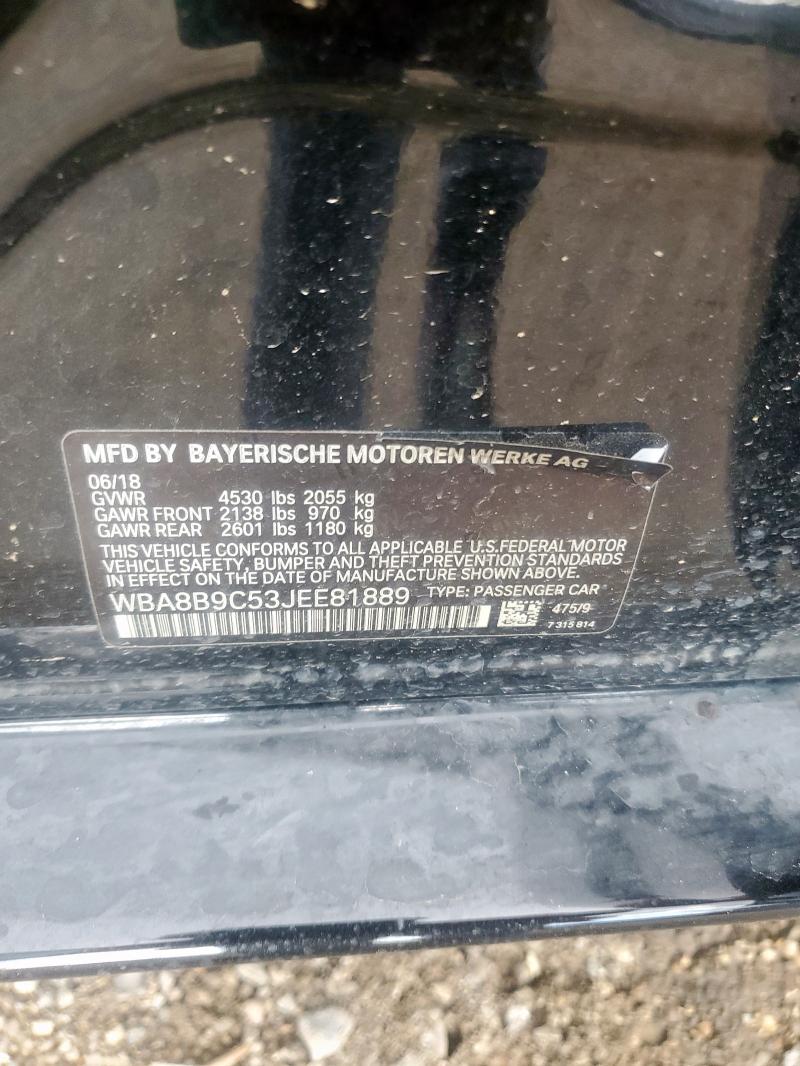 MFD BY BAYERISCHE MOTOREN WERKE AG
06/18
GVWR 4530 lbs 2055 kg
GAWR FRONT 2138 lbs 970 kg
GAWR REAR 2601 lbs 1180 kg
THIS VEHICLE CONFORMS TO ALL APPLICABLE U.S.FEDERAL MOTOR
VEHICLE SAFETY, BUMPER AND THEFT PREVENTION STANDARDS
IN EFFECT ON THE DATE OF MANUFACTURE SHOWN ABOVE.
WBA8B9C53JEE81889 TYPE: PASSENGER CAR
475/9
7 315 814